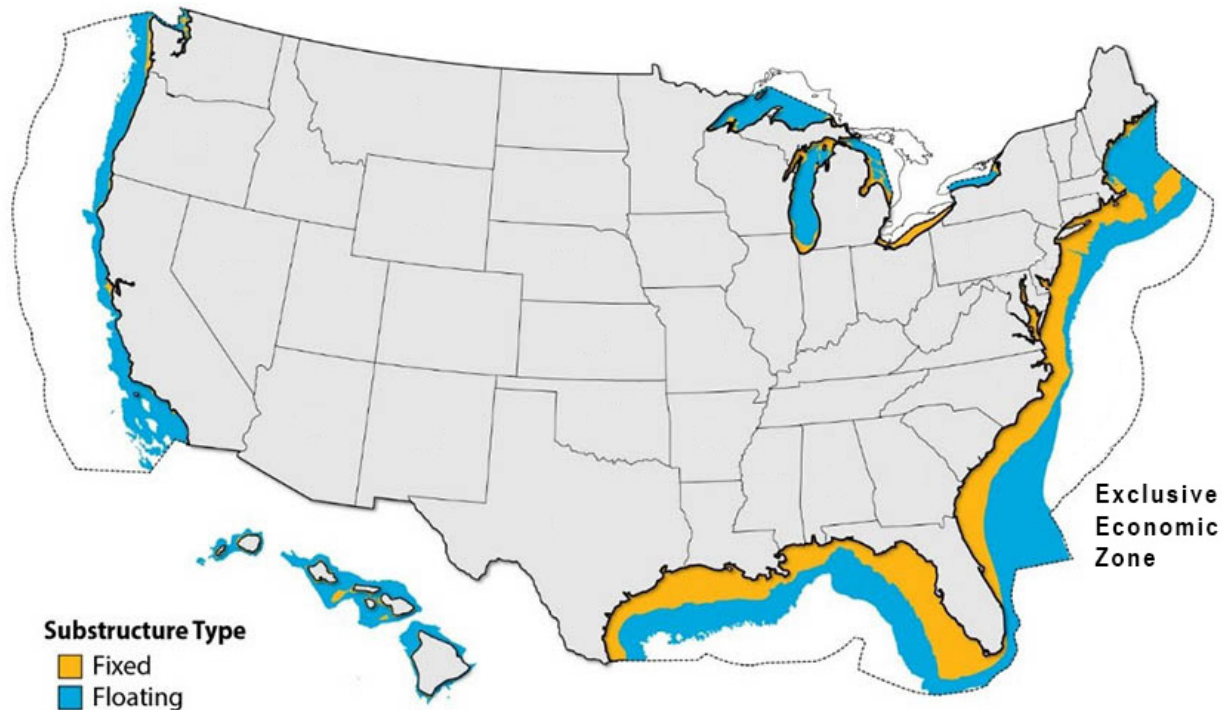 Exclusive
Economic
Zone
Substructure Type
Fixed
Floating